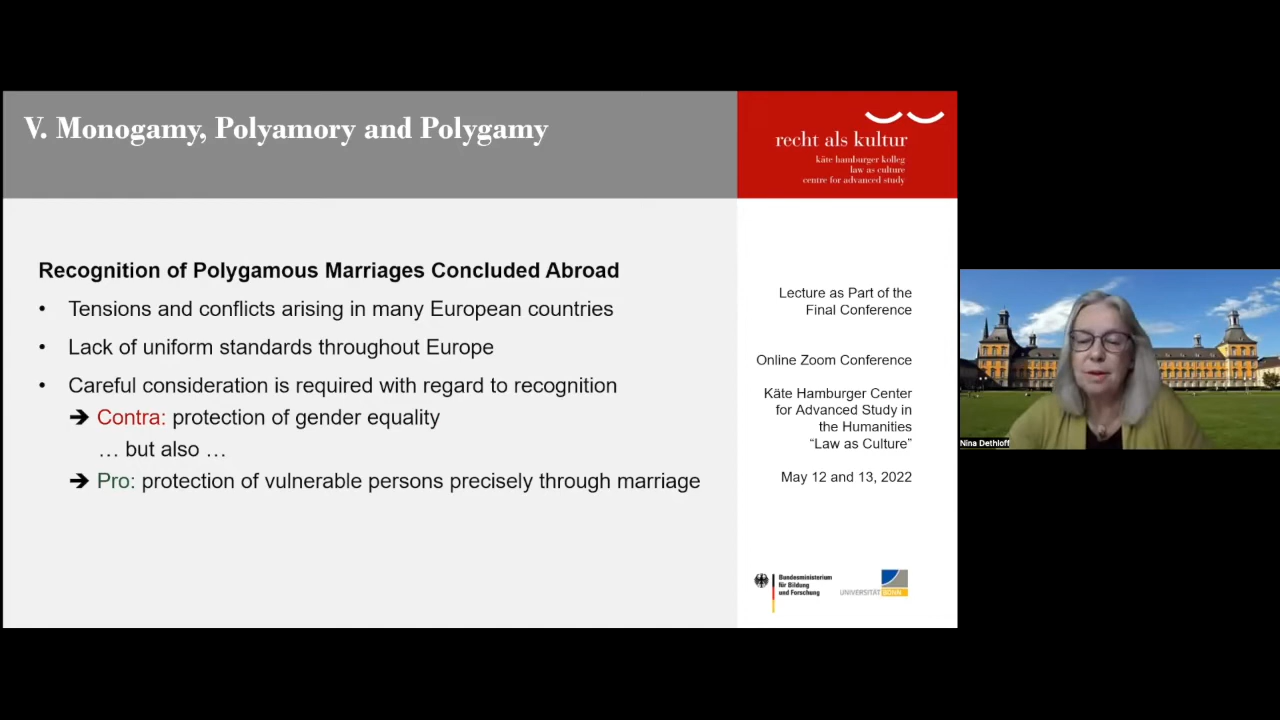 V. Monogamy, Polyamory and Polygamy
recht als kultur
käte hamburger kolleg
law as culture
centre for advanced study
Recognition of Polygamous Marriages Concluded Abroad
• Tensions and conflicts arising in many European countries
• Lack of uniform standards throughout Europe
• Careful consideration is required with regard to recognition
➔ Contra: protection of gender equality
… but also …
➔ Pro: protection of vulnerable persons precisely through marriage
Lecture as Part of the
Final Conference
Online Zoom Conference
Käte Hamburger Center
for Advanced Study in
the Humanities
“Law as Culture”
May 12 and 13, 2022
Bundesministerium
für Bildung
und Forschung
UNIVERSITÄT BONN
Nina Dethloff